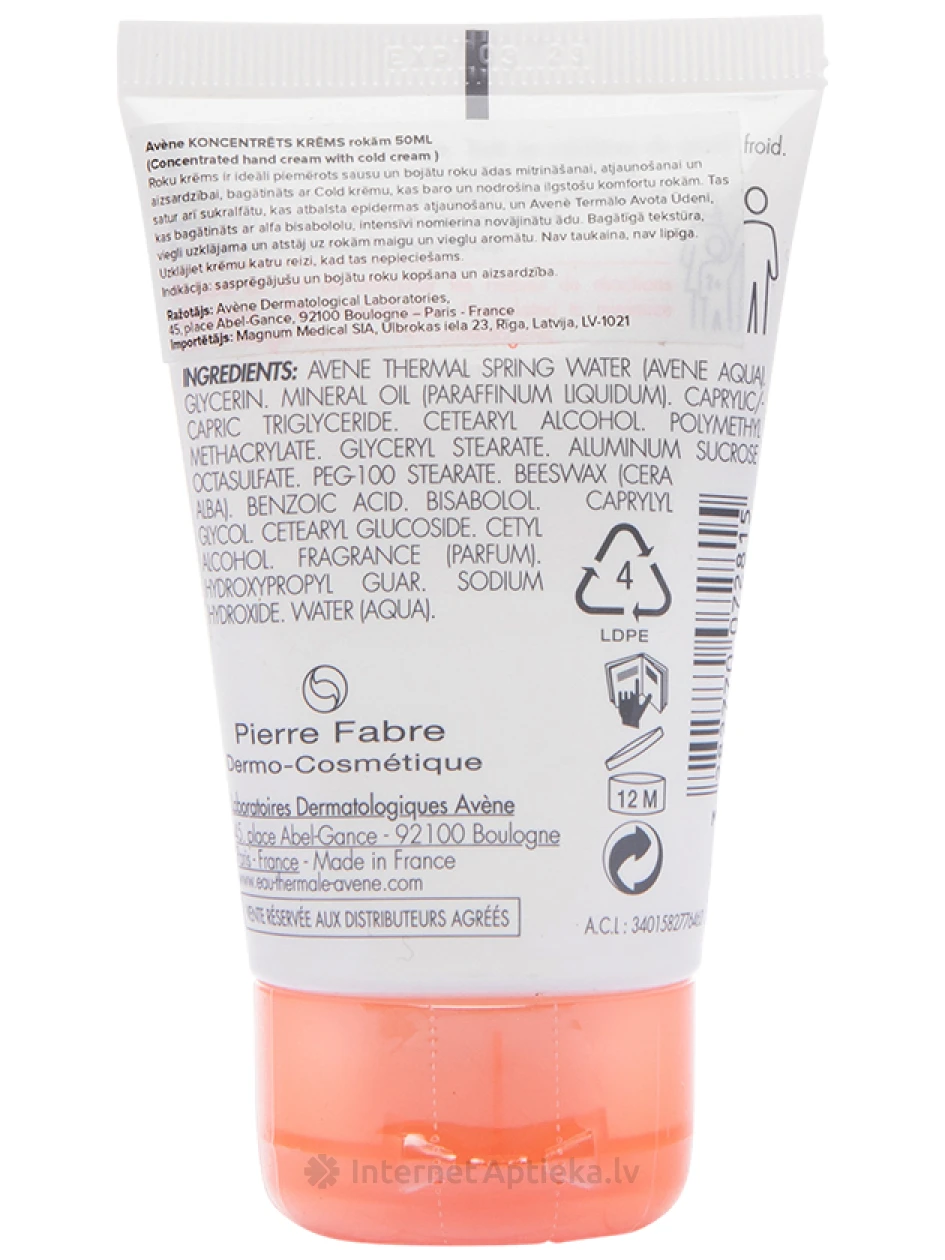 EXP 09 29
Avène KONCENTRĒTS KRĒMS rokām 50ML
(Concentrated hand cream with cold cream )
Roku krēms ir ideāli piemērots sausu un bojātu roku ādas mitrināšanai, atjaunošanai un
aizsardzībai, bagātināts ar Cold krēmu, kas baro un nodrošina ilgstošu komfortu rokām. Tas
satur arī sukralfātu, kas atbalsta epidermas atjaunošanu, un Avenē Termālo Avota Ūdeni,
kas bagātināts ar alfa bisabololu, intensīvi nomierina novājinātu ādu. Bagātīgā tekstūra,
viegli uzklājama un atstāj uz rokām maigu un vieglu aromātu. Nav taukaina, nav lipīga.
Uzklājiet krēmu katru reizi, kad tas nepieciešams.
Indikācija: sasprēgājušu un bojātu roku kopšana un aizsardzība.
Ražotājs: Avène Dermatological Laboratories,
45, place Abel-Gance, 92100 Boulogne – Paris - France
Importētājs: Magnum Medical SIA, Ulbrokas iela 23, Rīga, Latvija, LV-1021
froid.
INGREDIENTS: AVENE THERMAL SPRING WATER (AVENE AQUA).
GLYCERIN. MINERAL OIL (PARAFFINUM LIQUIDUM). CAPRYLIC/-
CAPRIC TRIGLYCERIDE. CETEARYL ALCOHOL. POLYMETHYL
METHACRYLATE. GLYCERYL STEARATE. ALUMINUM SUCROSE
OCTASULFATE. PEG-100 STEARATE. BEESWAX (CERA
ALBA). BENZOIC ACID. BISABOLOL. CAPRYLYL
GLYCOL. CETEARYL GLUCOSIDE. CETYL
ALCOHOL. FRAGRANCE (PARFUM).
HYDROXYPROPYL GUAR. SODIUM
HYDROXIDE. WATER (AQUA).
4
LDPE
Pierre Fabre
Dermo-Cosmétique
12 M
boratoires Dermatologiques Avène
45, place Abel-Gance - 92100 Boulogne
Paris - France - Made in France
www.eau-thermale-avene.com
VENTE RÉSERVÉE AUX DISTRIBUTEURS AGRÉÉS
A.C.L : 340158277646
InternetAptieka.lv